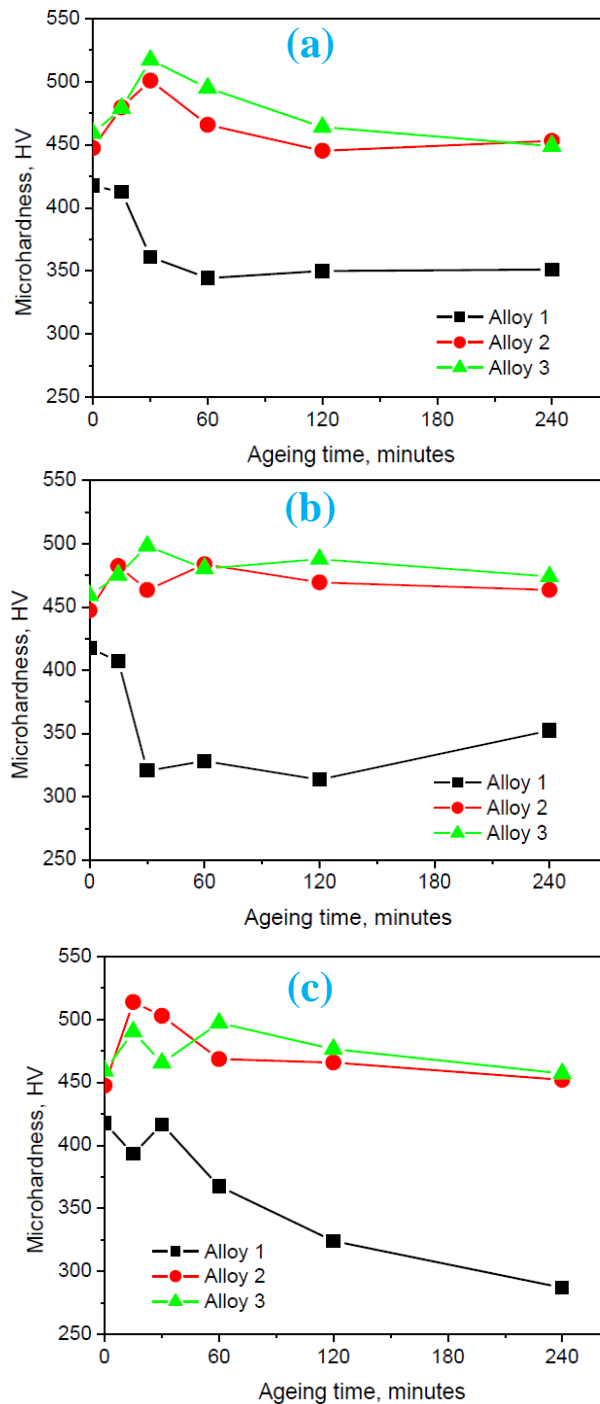 (a)
550
500
450
400
350
300
250
Microhardness, HV
Alloy 1
Alloy 2
Alloy 3
0 60 120 180 240
Ageing time, minutes
(b)
550
500
450
400
350
300
250
Microhardness, HV
Alloy 1
Alloy 2
Alloy 3
0 60 120 180 240
Ageing time, minutes
(c)
550
500
450
400
350
300
250
Microhardness, HV
Alloy 1
Alloy 2
Alloy 3
0 60 120 180 240
Ageing time, minutes